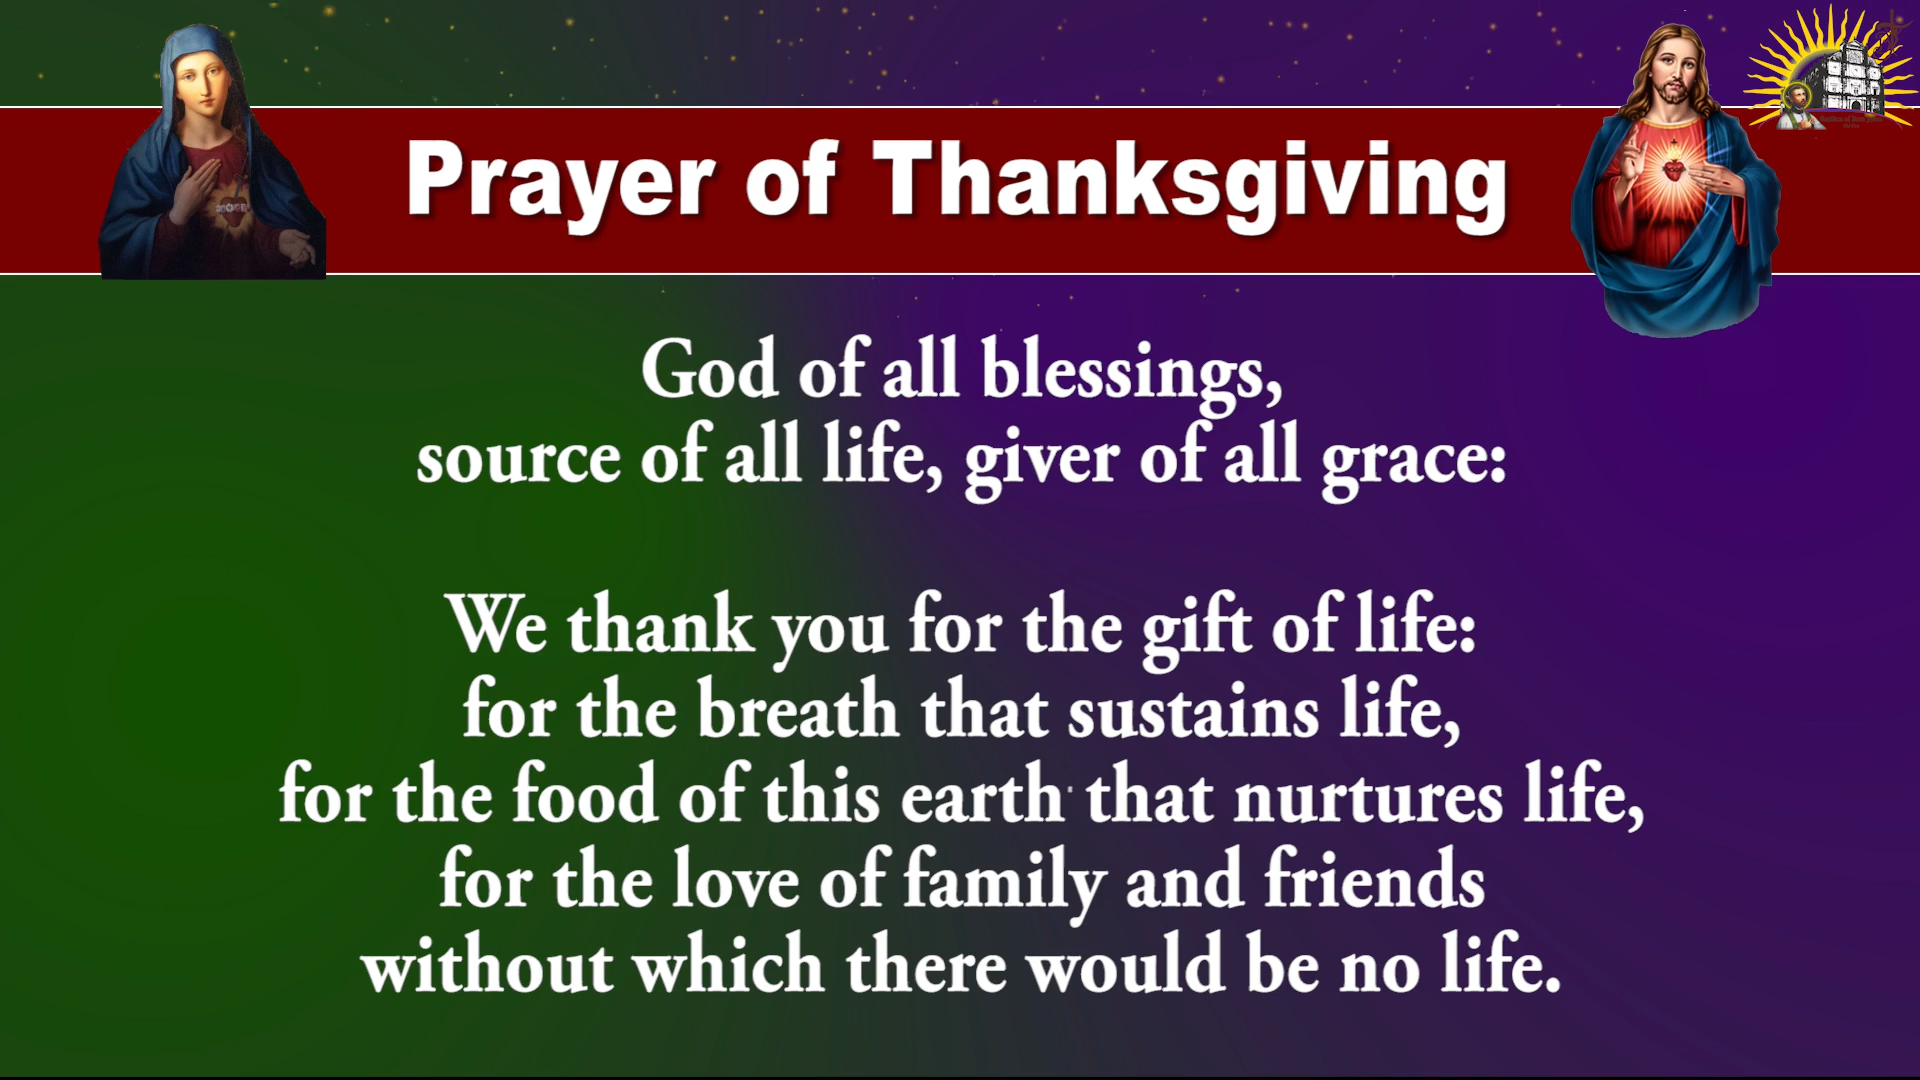 Prayer of Thanksgiving
God of all blessings,
source of all life, giver of all grace:
We thank you for the gift of life:
for the breath that sustains life,
for the food of this earth that nurtures life,
for the love of family and friends
without which there would be no life.